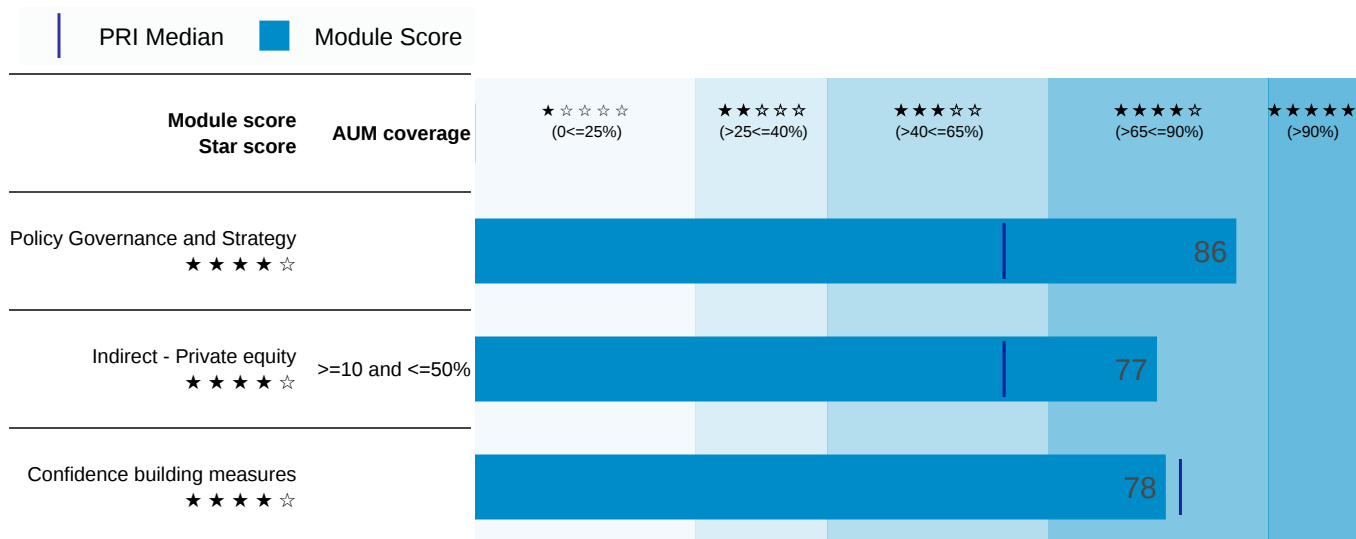 PRI Median Module Score
Module score
Star score
AUM coverage
★☆☆☆☆
(0<=25%)
★★☆☆☆
(>25<=40%)
★★★☆☆
(>40<=65%)
★★★★☆
(>65<=90%)
★★★★★
(>90%)
Policy Governance and Strategy
★★★★☆
86
Indirect - Private equity
★★★★☆
>=10 and <=50%
77
Confidence building measures
★★★★☆
78